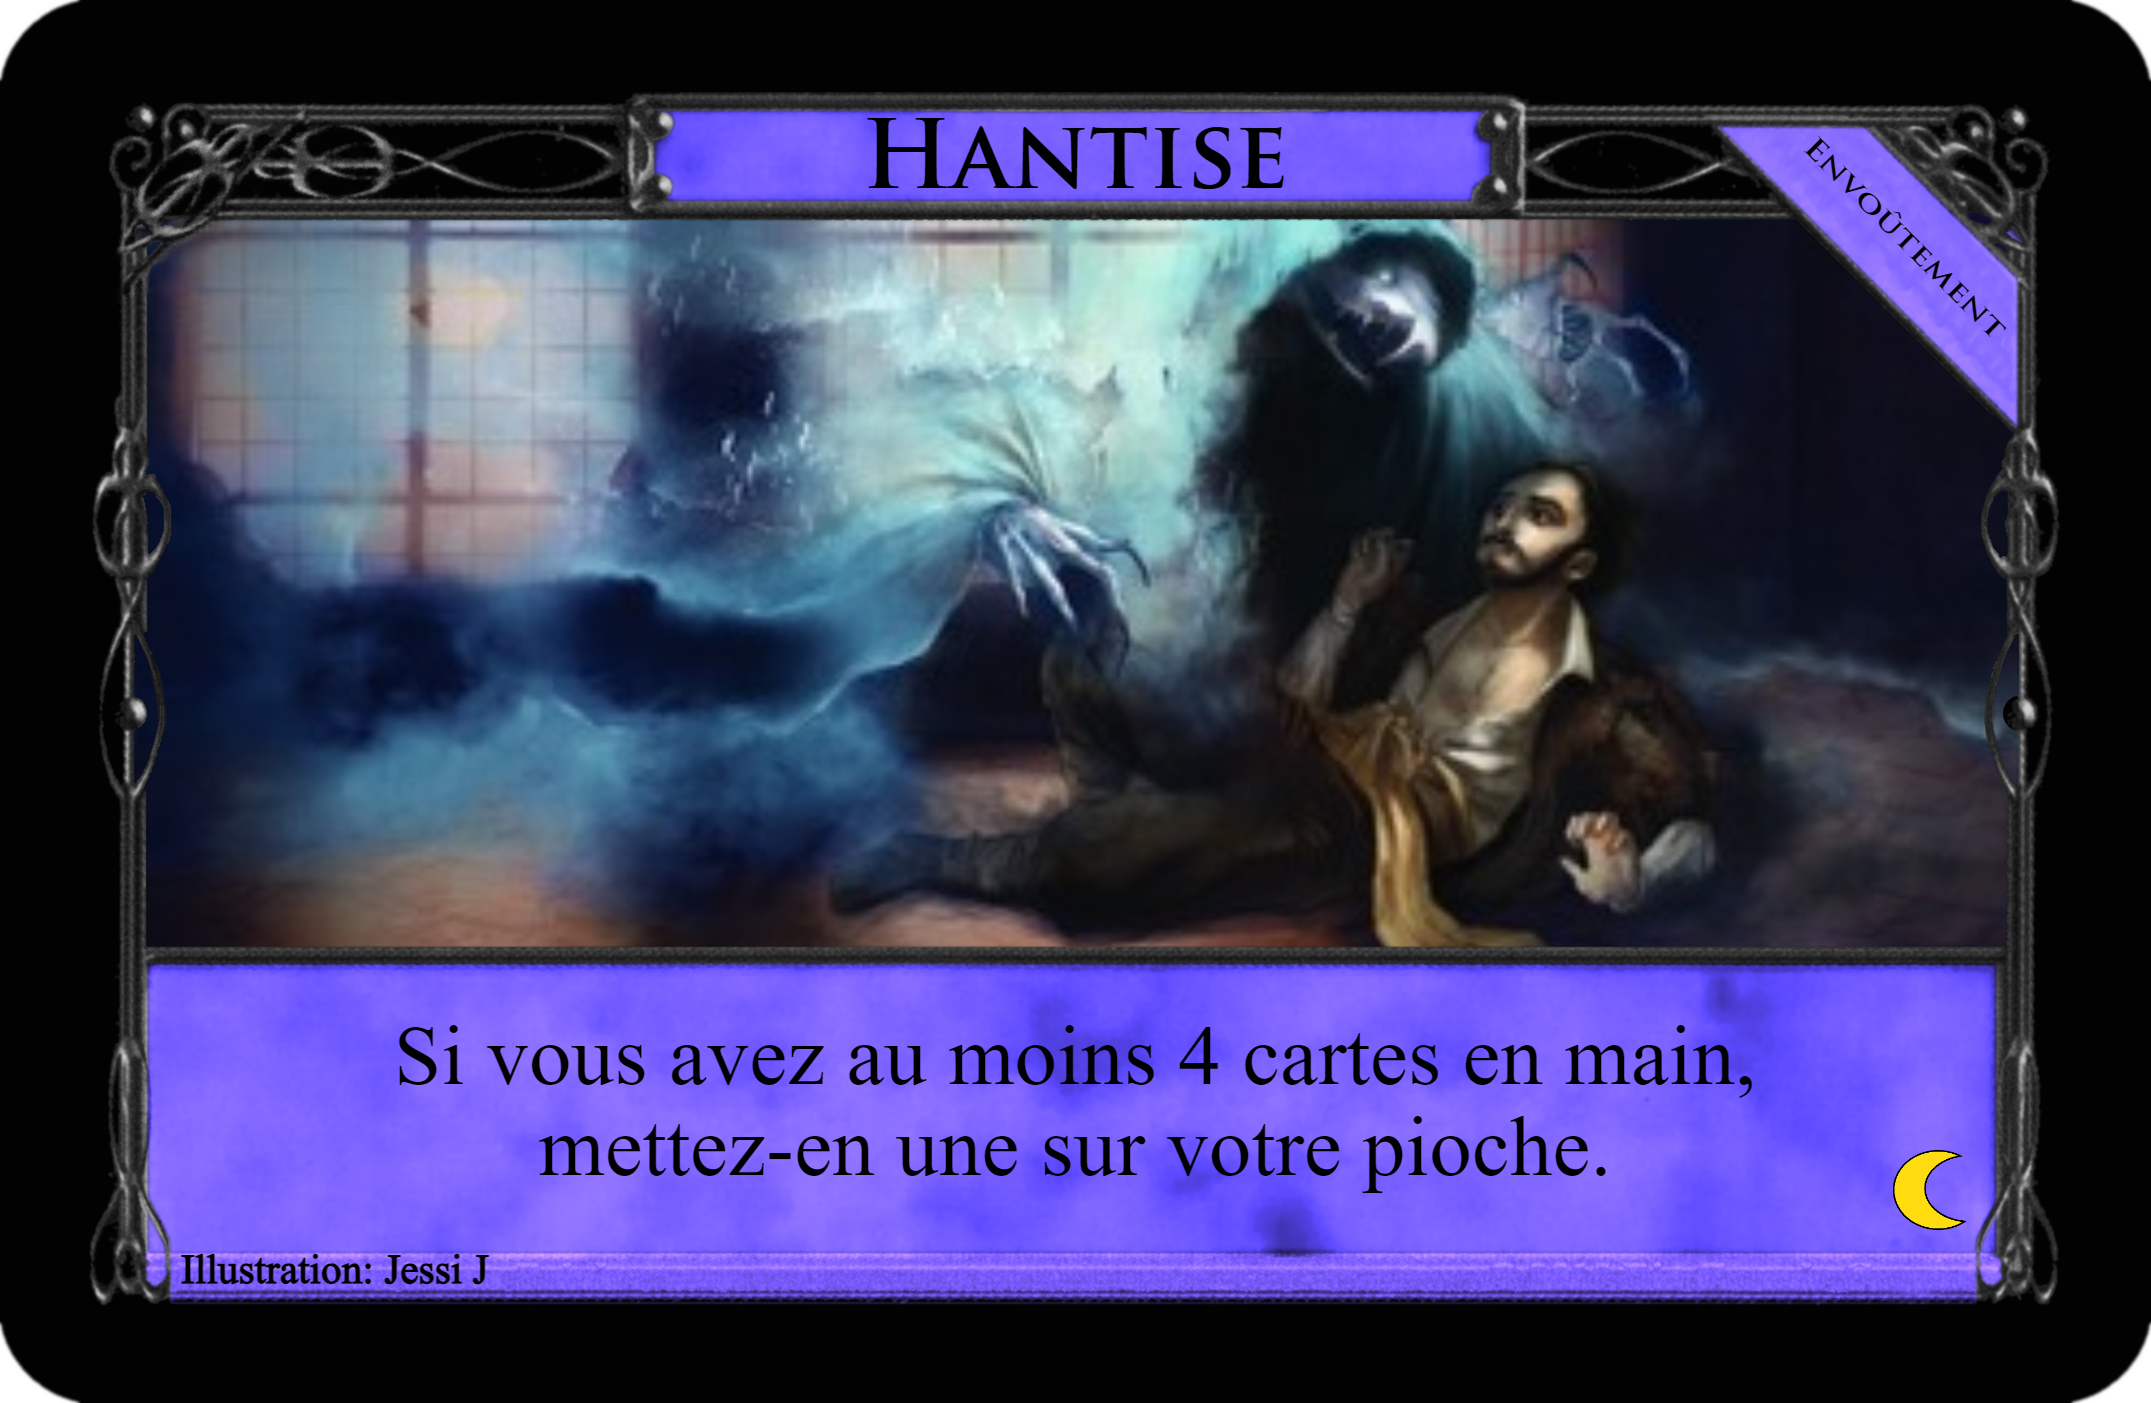 HANTISE
ENVOÛTEMENT
Si vous avez au moins 4 cartes en main,
mettez-en une sur votre pioche.
Illustration: Jessi J